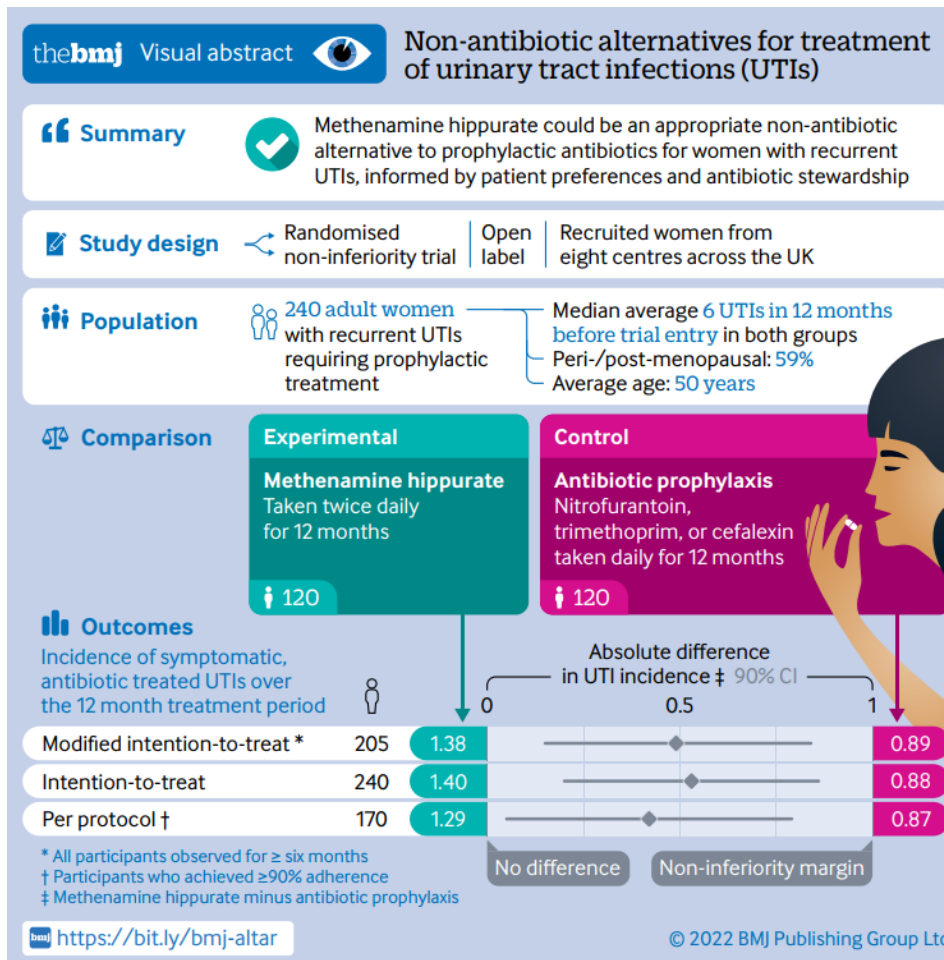 thebmj Visual abstract
Non-antibiotic alternatives for treatment
of urinary tract infections (UTIs)
Summary
Methenamine hippurate could be an appropriate non-antibiotic
alternative to prophylactic antibiotics for women with recurrent
UTIs, informed by patient preferences and antibiotic stewardship
Study design
Randomised
non-inferiority trial
Open
label
Recruited women from
eight centres across the UK
Population
240 adult women
with recurrent UTIs
requiring prophylactic
treatment
Median average 6 UTIs in 12 months
before trial entry in both groups
Peri-/post-menopausal: 59%
Average age: 50 years
Comparison
Experimental
Methenamine hippurate
Taken twice daily
for 12 months
120
Control
Antibiotic prophylaxis
Nitrofurantoin,
trimethoprim, or cefalexin
taken daily for 12 months
120
Outcomes
Incidence of symptomatic,
antibiotic treated UTIs over
the 12 month treatment period
Absolute difference
in UTI incidence ‡ 90% CI
0 0.5 1
Modified intention-to-treat * 205 1.38 0.89
Intention-to-treat 240 1.40 0.88
Per protocol † 170 1.29 0.87
No difference Non-inferiority margin
* All participants observed for ≥ six months
† Participants who achieved ≥90% adherence
‡ Methenamine hippurate minus antibiotic prophylaxis
bmj https://bit.ly/bmj-altar
© 2022 BMJ Publishing Group Ltd